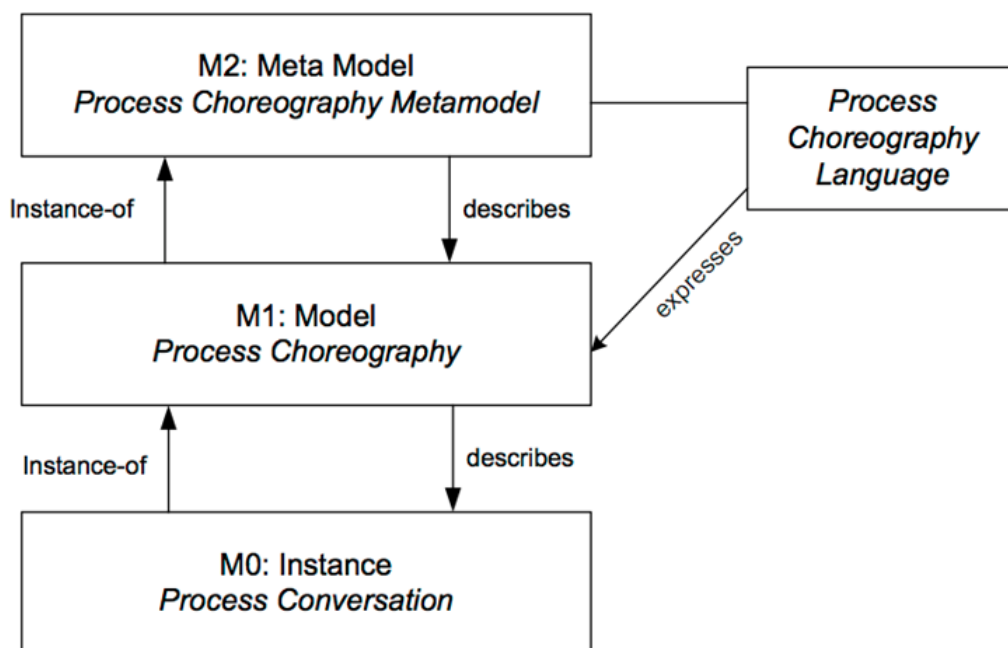 M2: Meta Model
Process Choreography Metamodel
Process
Choreography
Language
Instance-of
describes
expresses
M1: Model
Process Choreography
Instance-of
describes
M0: Instance
Process Conversation